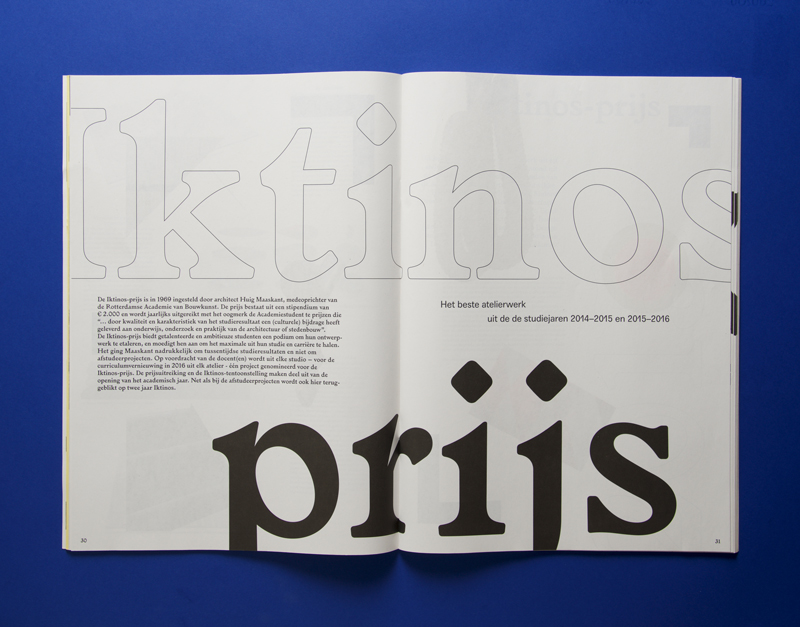 Iktinos
De Iktinos-prijs is in 1969 ingesteld door architect Huig Maaskant, medeoprichter van
de Rotterdamse Academie van Bouwkunst. De prijs bestaat uit een stipendium van
€ 2.000 en wordt jaarlijks uitgereikt met het oogmerk de Academiestudent te prijzen die
“... door kwaliteit en karakteristiek van het studieresultaat een (culturele) bijdrage heeft
geleverd aan onderwijs, onderzoek en praktijk van de architectuur of stedenbouw”.
De Iktinos-prijs biedt getalenteerde en ambitieuze studenten een podium om hun ontwerp-
werk te etaleren, en moedigt hen aan om het maximale uit hun studie en carrière te halen.
Het ging Maaskant nadrukkelijk om tussentijdse studieresultaten en niet om
afstudeerprojecten. Op voordracht van de docent(en) wordt uit elke studio – voor de
curriculumvernieuwing in 2016 uit elk atelier - één project genomineerd voor de
Iktinos-prijs. De prijsuitreiking en de Iktinos-tentoonstelling maken deel uit van de
opening van het academisch jaar. Net als bij de afstudeerprojecten wordt ook hier terug-
geblikt op twee jaar Iktinos.
Het beste atelierwerk
uit de de studiejaren 2014–2015 en 2015–2016
prijs
30
31